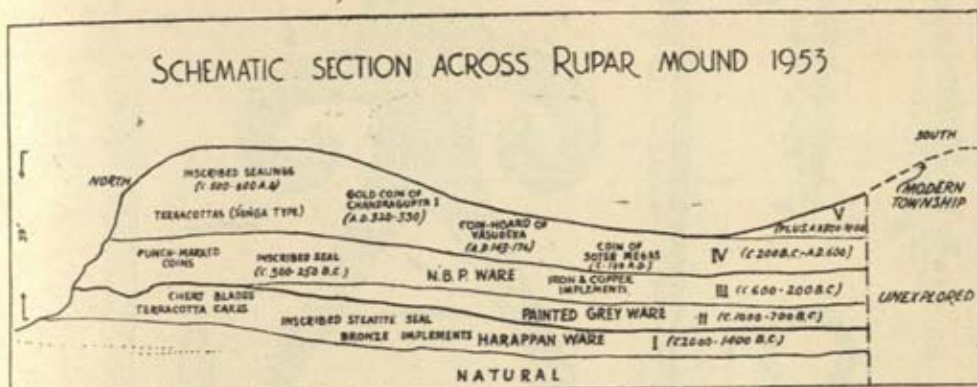 SCHEMATIC SECTION ACROSS RUPAR MOUND 1953
SOUTH
NORTH
INSCRIBED SEALINGS
(C. 500-600 A.D.)
GOLD COIN OF
CHANDRAGUPTA I
(A.D. 320-330)
TERRACOTTAS (ŚUNGA TYPE)
COIN-HOARD OF
VĀSUDEVA
COIN OF
SOTER MEGAS
V
MODERN
TOWNSHIP
PUNCH-MARKED
COINS
INSCRIBED SEAL
(C. 300-250 B.C.)
N.B.P. WARE
IRON & COPPER
IMPLEMENTS
IV (C 200 B.C.-A.D. 600)
III (C 600-200 B.C)
CHERT BLADES
TERRACOTTA CAKES
PAINTED GREY WARE II (C. 1000-700 B.C)
UNEXPLORED
INSCRIBED STEATITE SEAL
BRONZE IMPLEMENTS
HARAPPAN WARE I (C 2000-1400 B.C.)
NATURAL